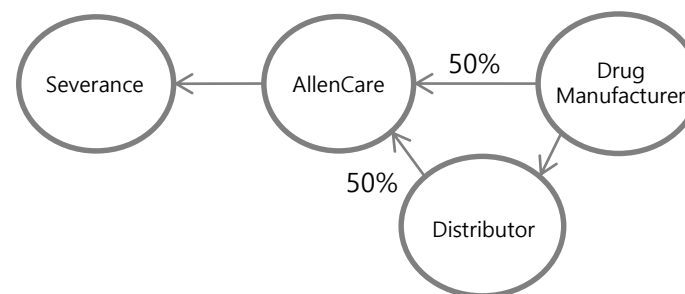 Severance
AllenCare
50%
Drug
Manufacturer
50%
Distributor